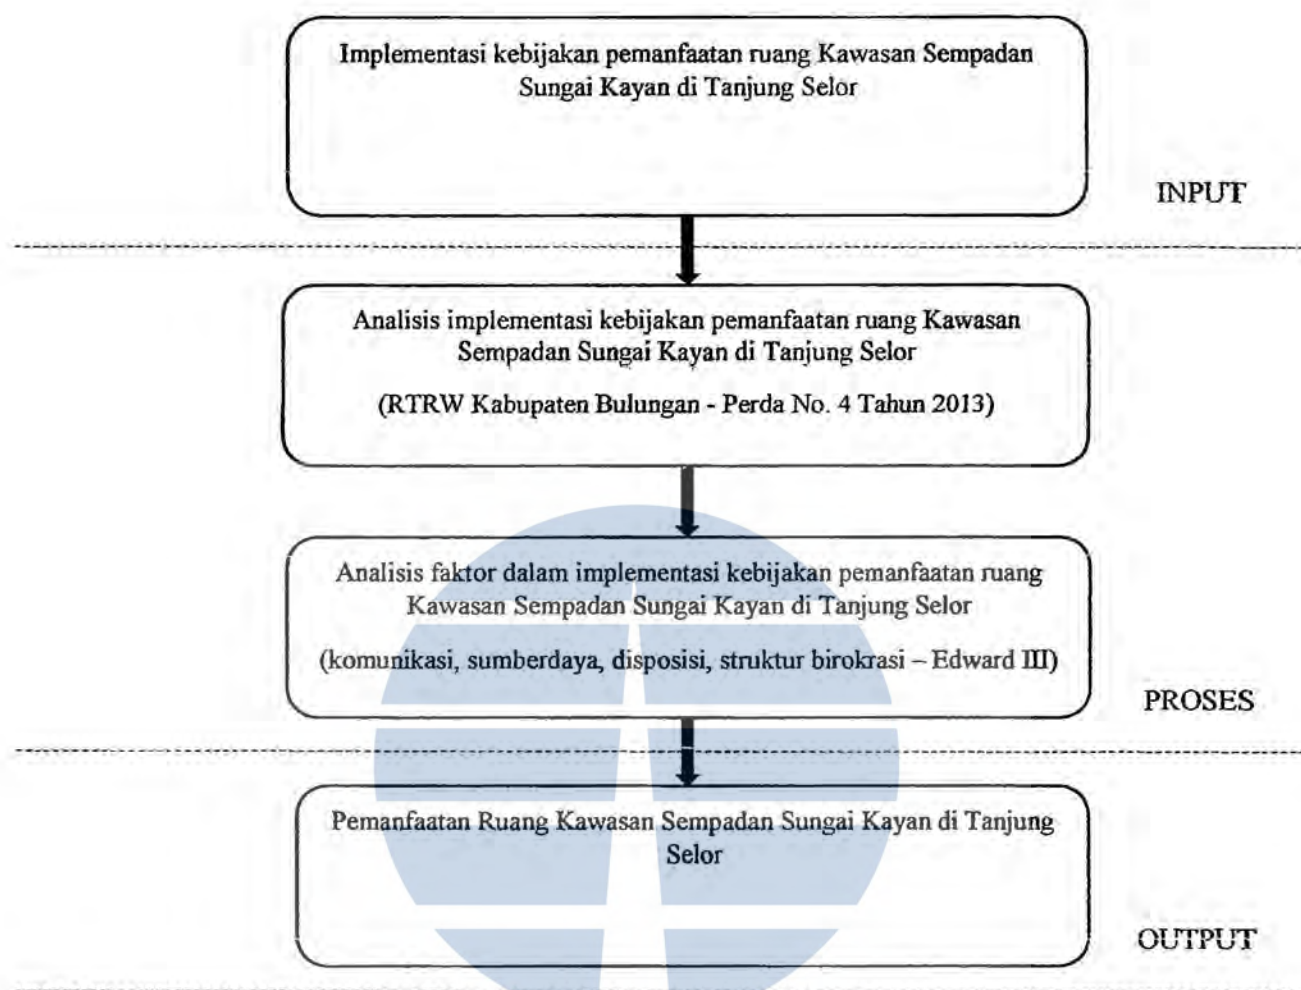 Implementasi kebijakan pemanfaatan ruang Kawasan Sempadan
Sungai Kayan di Tanjung Selor
INPUT
Analisis implementasi kebijakan pemanfaatan ruang Kawasan
Sempadan Sungai Kayan di Tanjung Selor
(RTRW Kabupaten Bulungan - Perda No. 4 Tahun 2013)
Analisis faktor dalam implementasi kebijakan pemanfaatan ruang
Kawasan Sempadan Sungai Kayan di Tanjung Selor
(komunikasi, sumberdaya, disposisi, struktur birokrasi – Edward III)
PROSES
Pemanfaatan Ruang Kawasan Sempadan Sungai Kayan di Tanjung
Selor
OUTPUT